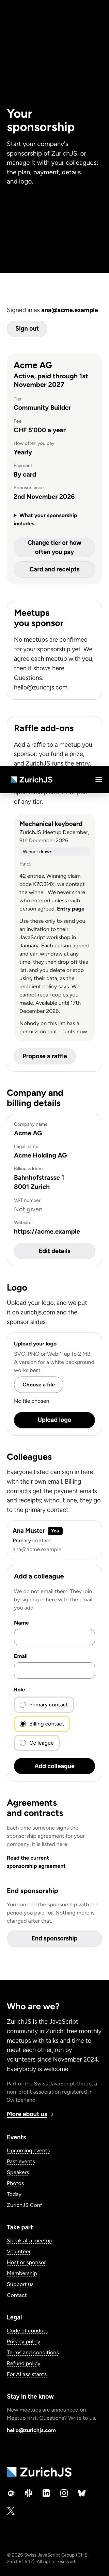 Your
sponsorship
Start your company's
sponsorship of ZurichJS, or
manage it with your colleagues:
the plan, payment, details
and logo.
Signed in as ana@acme.example
Sign out
Acme AG
Active, paid through 1st
November 2027
Tier
Community Builder
Fee
CHF 5'000 a year
How often you pay
Yearly
Payment
By card
Sponsor since
2nd November 2026
What your sponsorship
includes
Change tier or how
often you pay
Card and receipts
Meetups
you sponsor
No meetups are confirmed
for your sponsorship yet. We
agree each meetup with you,
then it shows here.
Questions:
hello@zurichjs.com.
Raffle add-ons
Add a raffle to a meetup you
sponsor: you fund a prize,
and ZurichJS runs the entry,
ZurichJS
of any tier.
Mechanical keyboard
ZurichJS Meetup December,
9th December 2026
Winner drawn
Paid.
42 entries. Winning claim
code K7Q3MX; we contact
the winner. We never share
who entered unless each
person agreed. Entry page
Use these only to send you
an invitation to their
JavaScript workshop in
January. Each person agreed
and can withdraw at any
time: they then drop off this
list, and you delete or stop
using their data, as the
recipient policy says. We
cannot recall copies you
made. Available until 17th
December 2026.
Nobody on this list has a
permission that counts now.
Propose a raffle
Company and
billing details
Company name
Acme AG
Legal name
Acme Holding AG
Billing address
Bahnhofstrasse 1
8001 Zurich
VAT number
Not given
Website
https://acme.example
Edit details
Logo
Upload your logo, and we put
it on zurichjs.com and the
sponsor slides.
Upload your logo
SVG, PNG or WebP, up to 2 MB.
A version for a white background
works best.
Choose a file
No file chosen
Upload logo
Colleagues
Everyone listed can sign in here
with their own email. Billing
contacts get the payment emails
and receipts; without one, they go
to the primary contact.
Ana Muster You
Primary contact
ana@acme.example
Add a colleague
We do not email them. They join
by signing in here with the email
you add.
Name
Email
Role
Primary contact
Billing contact
Colleague
Add colleague
Agreements
and contracts
Each time someone signs the
sponsorship agreement for your
company, it is listed here.
Read the current
sponsorship agreement
End sponsorship
You can end the sponsorship with the
period you paid for. Nothing more is
charged after that.
End sponsorship
Who are we?
ZurichJS is the JavaScript
community in Zurich: free monthly
meetups with talks and time to
meet each other, run by
volunteers since November 2024.
Everybody is welcome.
Part of the Swiss JavaScript Group, a
non-profit association registered in
Switzerland.
More about us
Events
Upcoming events
Past events
Speakers
Photos
Today
ZurichJS Conf
Take part
Speak at a meetup
Volunteer
Host or sponsor
Membership
Support us
Contact
Legal
Code of conduct
Privacy policy
Terms and conditions
Refund policy
For AI assistants
Stay in the know
New meetups are announced on
Meetup first. Questions? Write to us.
hello@zurichjs.com
ZurichJS
© 2026 Swiss JavaScript Group (CHE-
255.581.547). All rights reserved